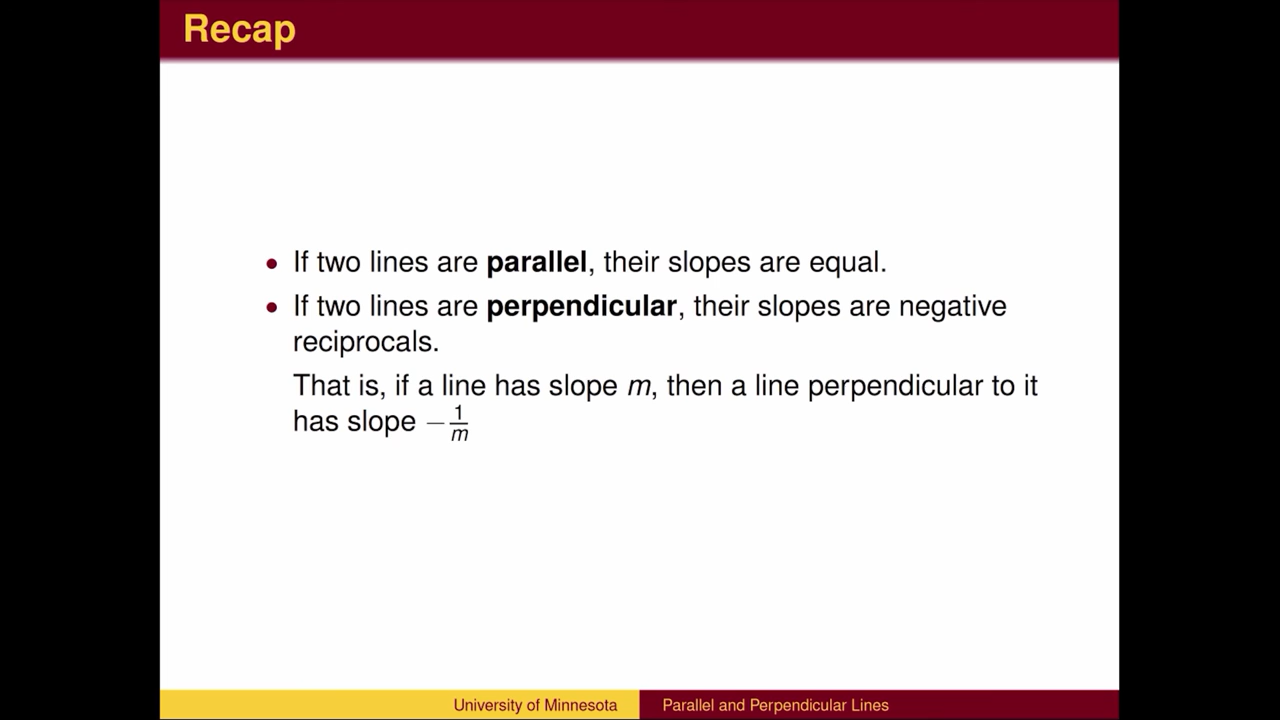 Recap
• If two lines are parallel, their slopes are equal.
• If two lines are perpendicular, their slopes are negative
reciprocals.
That is, if a line has slope m, then a line perpendicular to it
has slope −1/m
University of Minnesota
Parallel and Perpendicular Lines